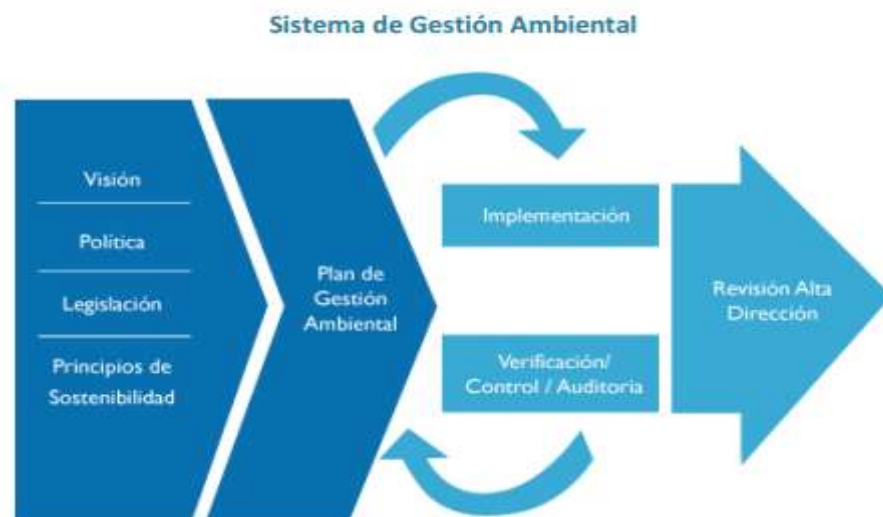 Sistema de Gestión Ambiental
Visión
Política
Legislación
Principios de
Sostenibilidad
Plan de
Gestión
Ambiental
Implementación
Verificación/
Control / Auditoria
Revisión Alta
Dirección